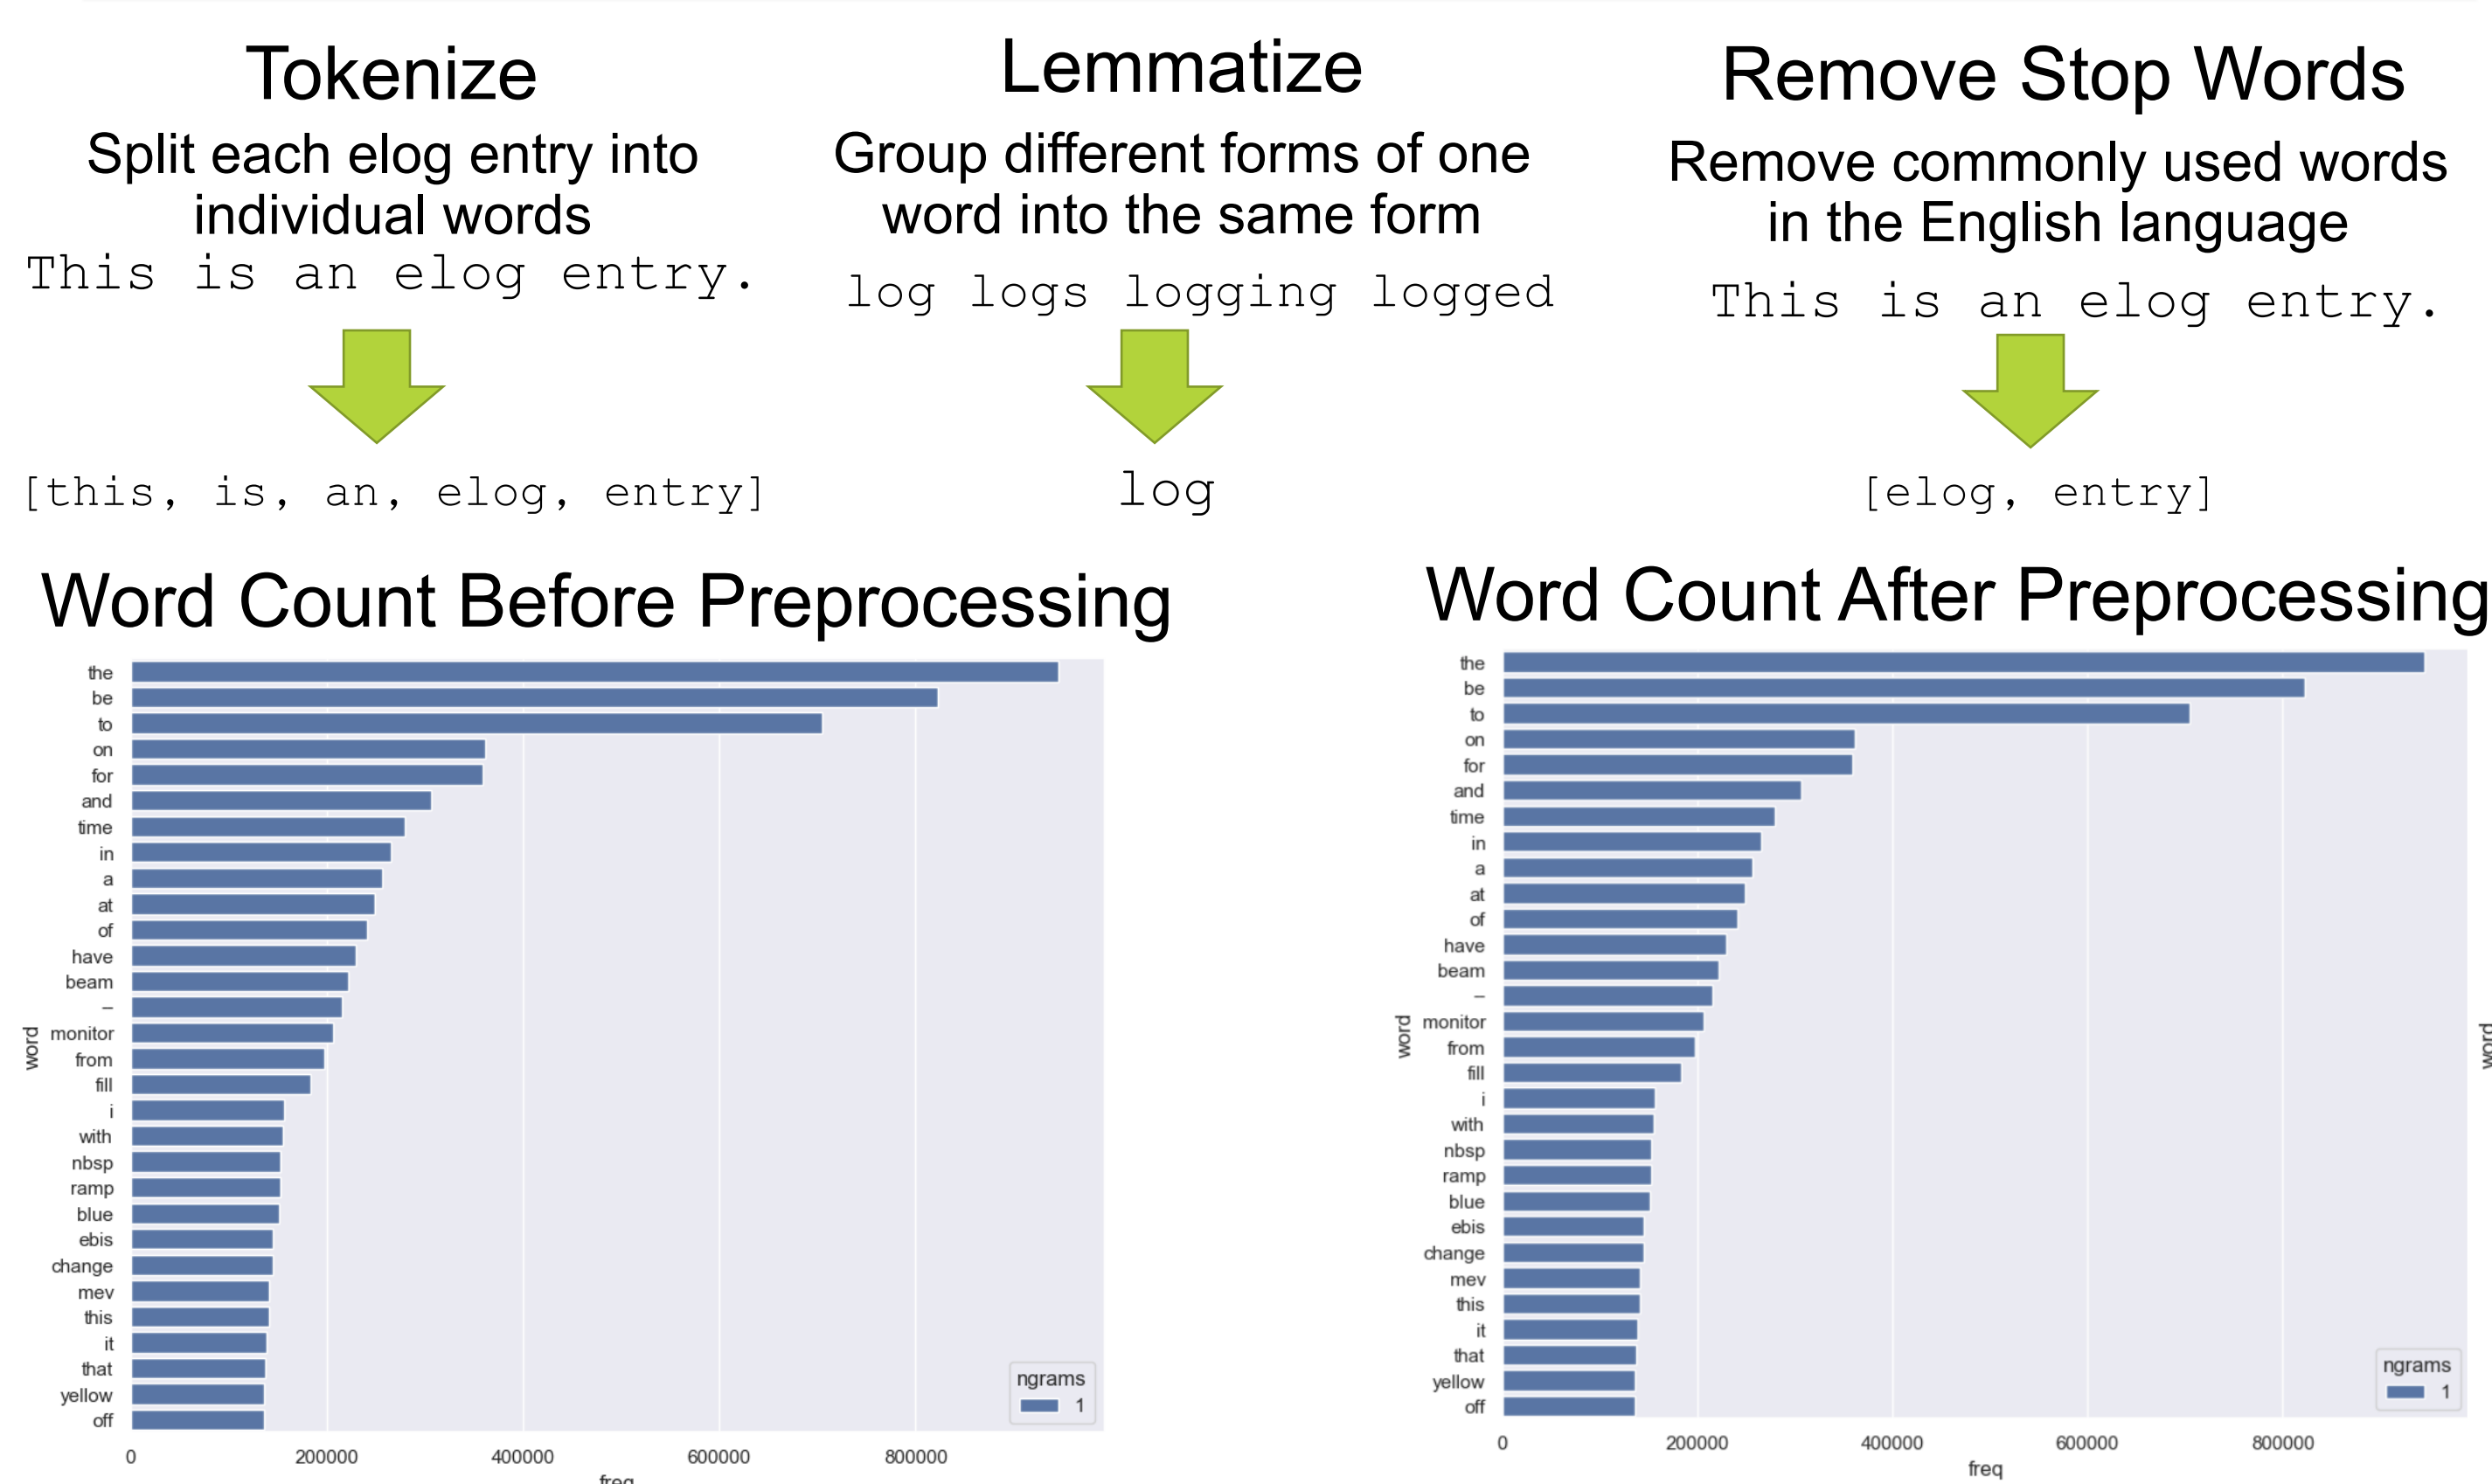 Tokenize
Split each elog entry into
individual words
This is an elog entry.
[this, is, an, elog, entry]
Lemmatize
Group different forms of one
word into the same form
log logs logging logged
log
Remove Stop Words
Remove commonly used words
in the English language
This is an elog entry.
[elog, entry]
Word Count Before Preprocessing
the
be
to
on
for
and
time
in
a
at
of
have
beam
–
monitor
from
fill
i
with
nbsp
ramp
blue
ebis
change
mev
this
it
that
yellow
off
word
ngrams
1
0 200000 400000 600000 800000
freq
Word Count After Preprocessing
the
be
to
on
for
and
time
in
a
at
of
have
beam
–
monitor
from
fill
i
with
nbsp
ramp
blue
ebis
change
mev
this
it
that
yellow
off
word
ngrams
1
0 200000 400000 600000 800000
freq
word